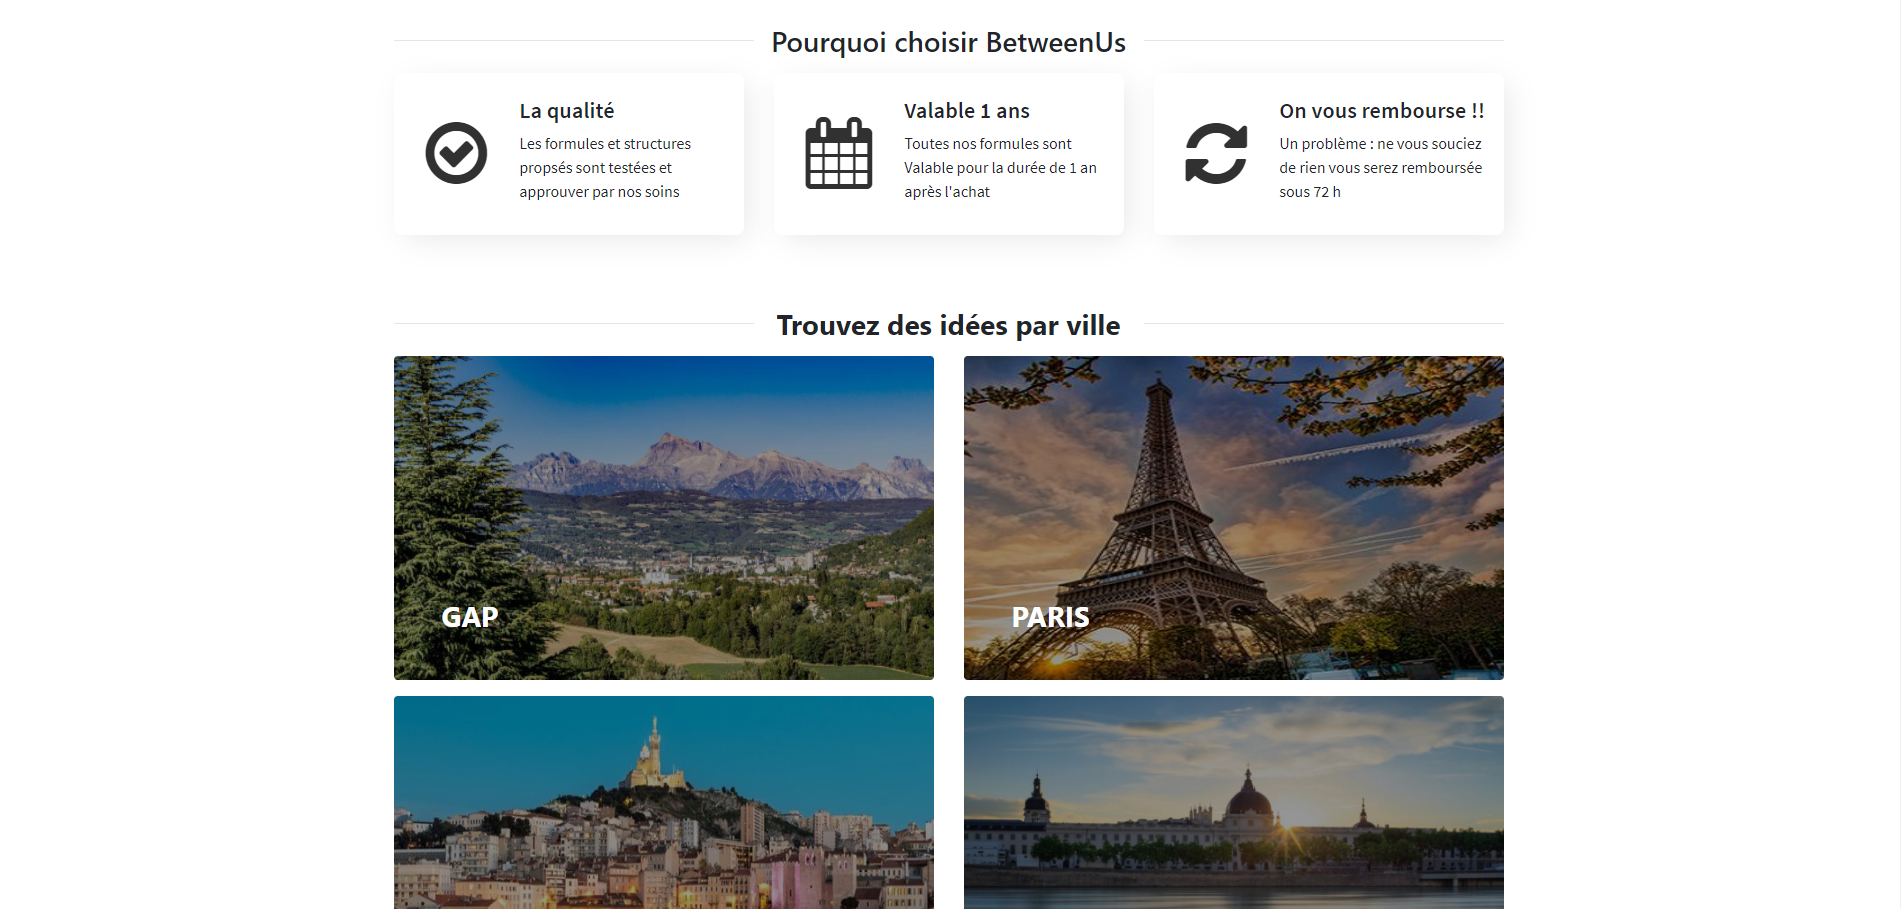 Pourquoi choisir BetweenUs
La qualité
Les formules et structures
propsés sont testées et
approuver par nos soins
Valable 1 ans
Toutes nos formules sont
Valable pour la durée de 1 an
après l'achat
On vous rembourse !!
Un problème : ne vous souciez
de rien vous serez remboursée
sous 72 h
Trouvez des idées par ville
GAP
PARIS